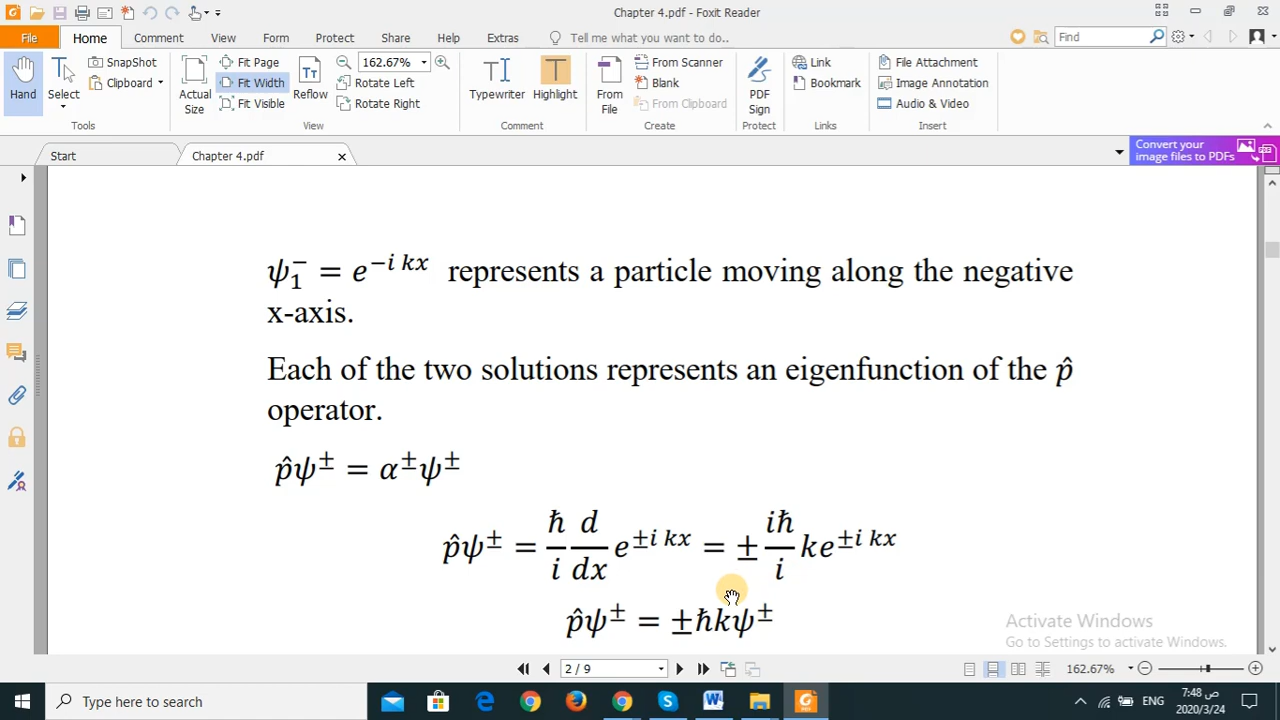 Chapter 4.pdf - Foxit Reader
File Home Comment View Form Protect Share Help Extras Tell me what you want to do.. Find
Hand
Select
SnapShot
Clipboard
Tools
Actual Size
Fit Page
Fit Width
Fit Visible
Reflow
162.67%
Rotate Left
Rotate Right
View
Typewriter
Highlight
Comment
From File
From Scanner
Blank
From Clipboard
Create
PDF Sign
Protect
Link
Bookmark
Links
File Attachment
Image Annotation
Audio & Video
Insert
Start
Chapter 4.pdf
Convert your
image files to PDFs
ψ₁⁻ = e^{−i kx} represents a particle moving along the negative
x-axis.
Each of the two solutions represents an eigenfunction of the p̂
operator.
p̂ψ^± = α^±ψ^±
p̂ψ^± = ħ/i d/dx e^{±i kx} = ± iħ/i ke^{±i kx}
p̂ψ^± = ±ħkψ^±
Activate Windows
Go to Settings to activate Windows.
2 / 9
162.67%
Type here to search
ENG
7:48 ص
2020/3/24